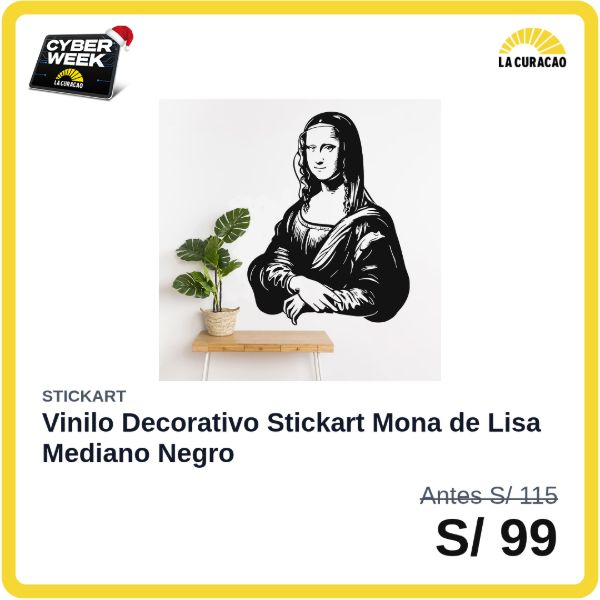 CYBER
WEEK
LA CURACAO
LA CURACAO
STICKART
Vinilo Decorativo Stickart Mona de Lisa
Mediano Negro
Antes S/ 115
S/ 99